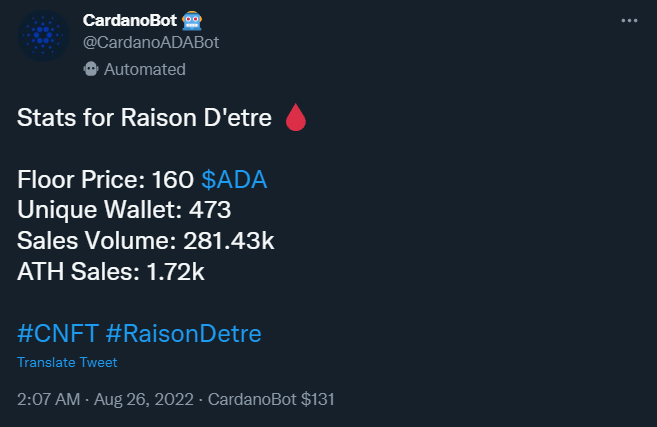 CardanoBot 🤖
@CardanoADABot
Automated
Stats for Raison D'etre 🩸
Floor Price: 160 $ADA
Unique Wallet: 473
Sales Volume: 281.43k
ATH Sales: 1.72k
#CNFT #RaisonDetre
Translate Tweet
2:07 AM · Aug 26, 2022 · CardanoBot $131